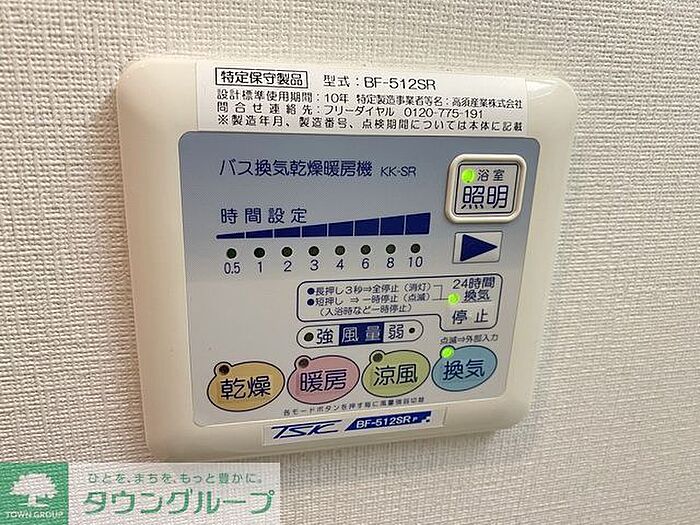 特定保守製品 型式：BF-512SR
設計標準使用期間：10年 特定製造事業者等名：高須産業株式会社
問合せ連絡先：フリーダイヤル 0120-775-191
※製造年月、製造番号、点検期間については本体に記載
バス換気乾燥暖房機 KK-SR
浴室
照明
時間設定
0.5 1 2 3 4 6 8 10
●長押し3秒⇒全停止（消灯）
●短押し ⇒一時停止（点滅）
（入浴時など一時停止）
24時間
換気
停止
強 風量 弱
点滅⇒外部入力
乾燥 暖房 涼風 換気
各モードボタンを押す毎に風量強弱切替
TSK BF-512SR P
ひとを、まちを、もっと豊かに。
タウングループ
TOWN GROUP